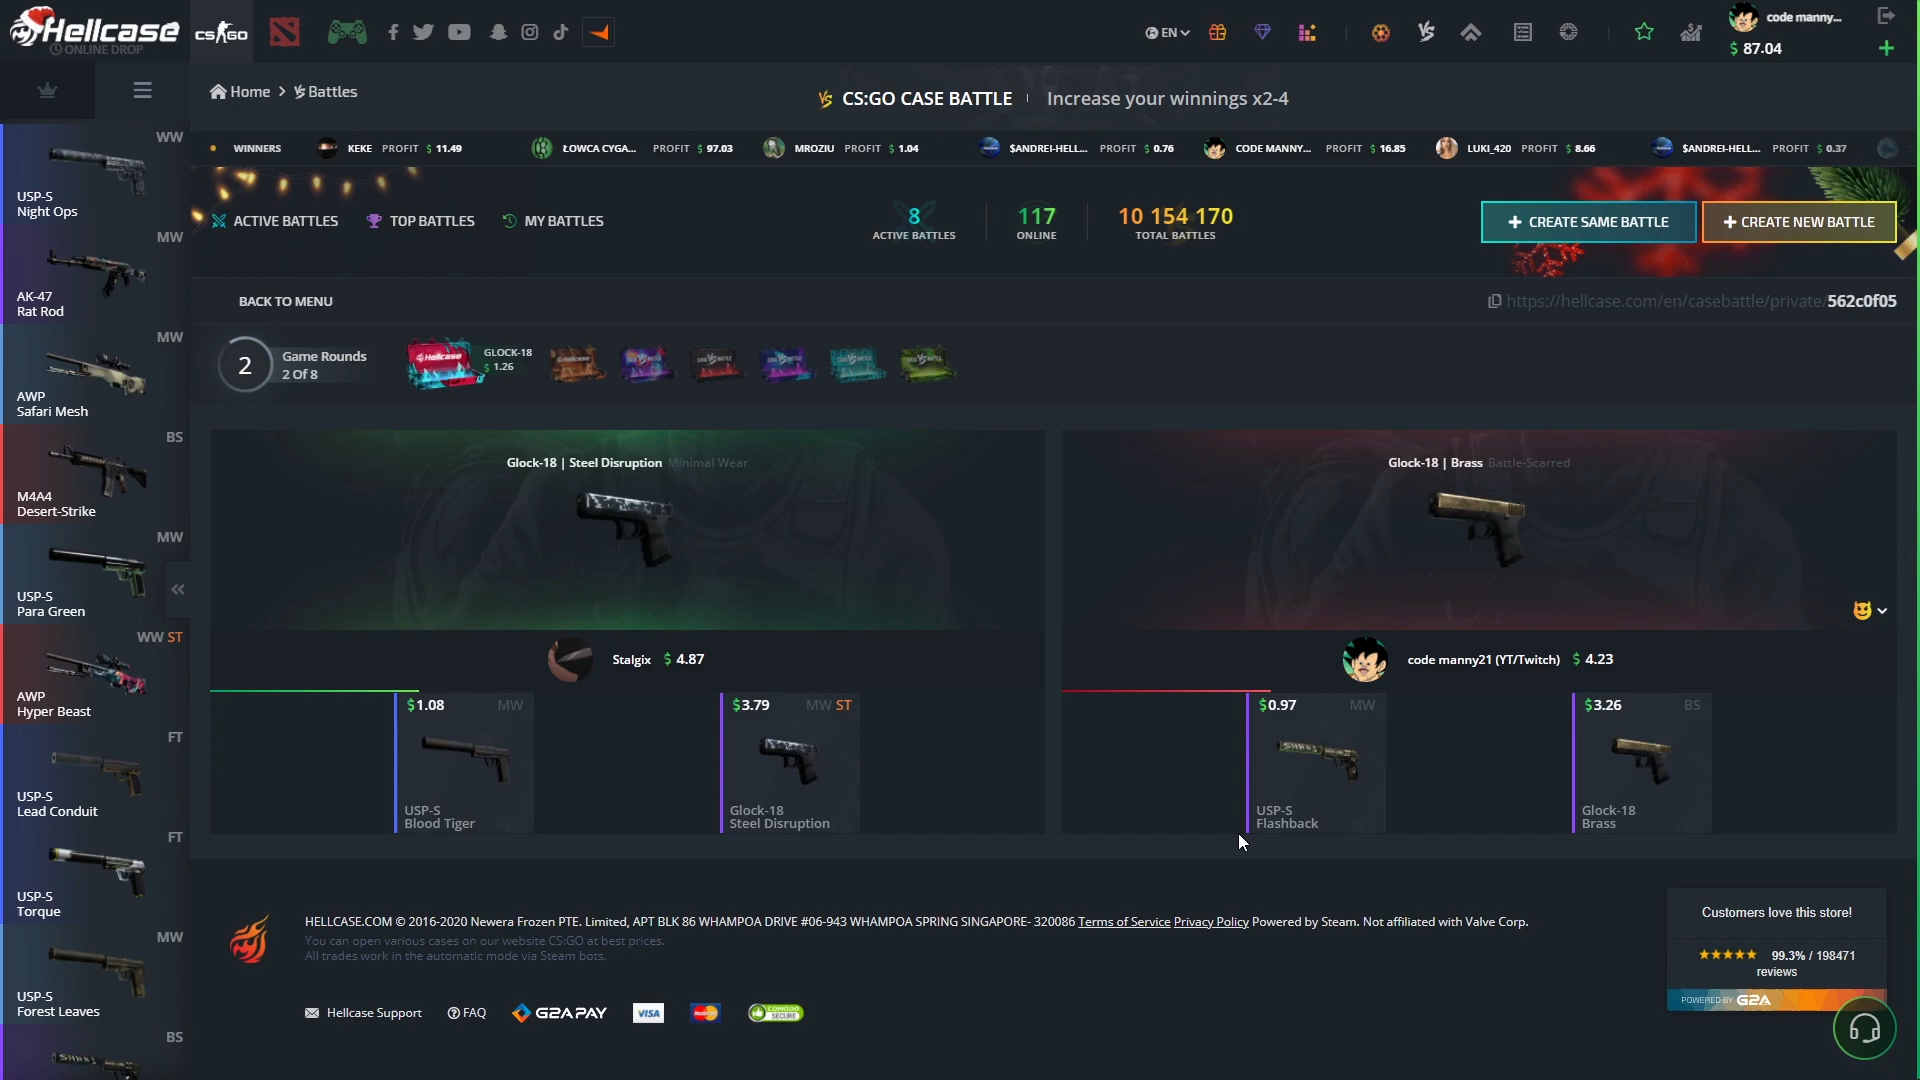 Hellcase
ONLINE DROP
CS:GO
EN
code manny...
$ 87.04
Home > Battles
CS:GO CASE BATTLE | Increase your winnings x2-4
WINNERS
KEKE PROFIT $ 11.49
ŁOWCA CYGA... PROFIT $ 97.03
MROZIU PROFIT $ 1.04
$ANDREI-HELL... PROFIT $ 0.76
CODE MANNY... PROFIT $ 16.85
LUKI_420 PROFIT $ 8.66
$ANDREI-HELL... PROFIT $ 0.37
ACTIVE BATTLES
TOP BATTLES
MY BATTLES
8
ACTIVE BATTLES
117
ONLINE
10 154 170
TOTAL BATTLES
+ CREATE SAME BATTLE
+ CREATE NEW BATTLE
BACK TO MENU
https://hellcase.com/en/casebattle/private/562c0f05
2
Game Rounds
2 Of 8
Hellcase
GLOCK-18
$ 1.26
WW
USP-S
Night Ops
MW
AK-47
Rat Rod
MW
AWP
Safari Mesh
BS
M4A4
Desert-Strike
MW
USP-S
Para Green
WW ST
AWP
Hyper Beast
FT
USP-S
Lead Conduit
FT
USP-S
Torque
MW
USP-S
Forest Leaves
BS
Glock-18 | Steel Disruption Minimal Wear
Stalgix $ 4.87
$1.08 MW
USP-S
Blood Tiger
$3.79 MW ST
Glock-18
Steel Disruption
Glock-18 | Brass Battle-Scarred
code manny21 (YT/Twitch) $ 4.23
$0.97 MW
USP-S
Flashback
$3.26 BS
Glock-18
Brass
HELLCASE.COM © 2016-2020 Newera Frozen PTE. Limited, APT BLK 86 WHAMPOA DRIVE #06-943 WHAMPOA SPRING SINGAPORE- 320086 Terms of Service Privacy Policy Powered by Steam. Not affiliated with Valve Corp.
You can open various cases on our website CS:GO at best prices.
All trades work in the automatic mode via Steam bots.
Hellcase Support
FAQ
G2A PAY
VISA
MasterCard
COMODO
SECURE
Customers love this store!
99.3% / 198471
reviews
POWERED BY G2A